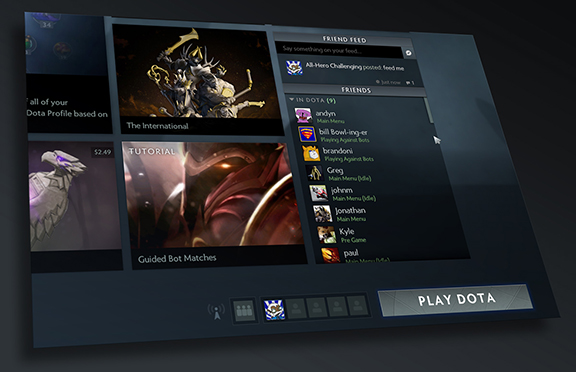 FRIEND FEED
Say something on your feed...
All-Hero Challenging posted: feed me
Just now
1
FRIENDS
IN DOTA (9)
andyn
Main Menu
bill Bowl-ing-er
Playing Against Bots
brandoni
Playing Against Bots
Greg
Main Menu (Idle)
johnm
Main Menu (Idle)
Jonathan
Main Menu
Kyle
Pre Game
paul
Main Menu (Idle)
all of your
Dota Profile based on
The International
$2.49
TUTORIAL
Guided Bot Matches
PLAY DOTA